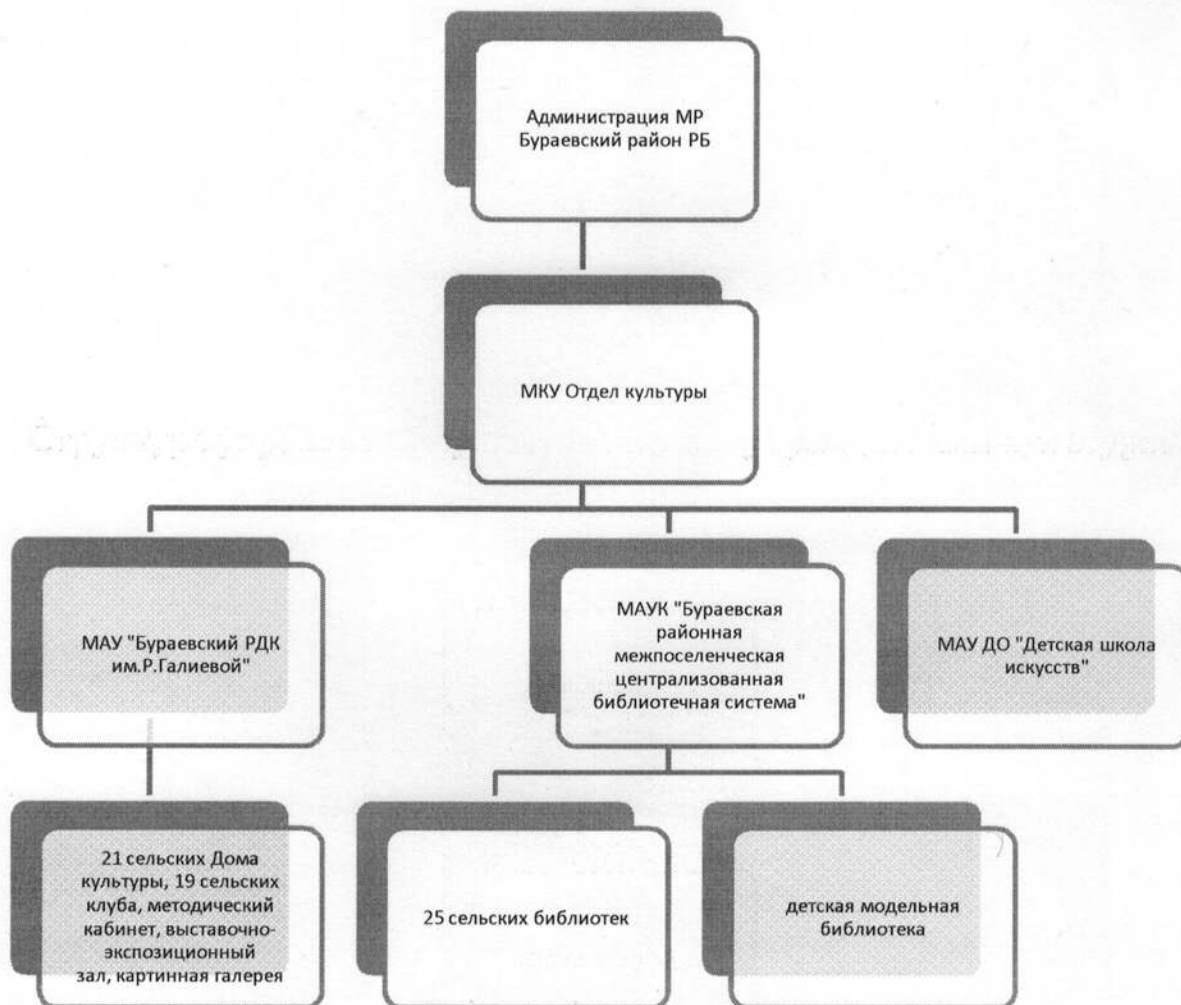 Администрация МР
Бураевский район РБ
МКУ Отдел культуры
МАУ "Бураевский РДК
им.Р.Галиевой"
МАУК "Бураевская
районная
межпоселенческая
централизованная
библиотечная система"
МАУ ДО "Детская школа
искусств"
21 сельских Дома
культуры, 19 сельских
клуба, методический
кабинет, выставочно-
экспозиционный
зал, картинная галерея
25 сельских библиотек
детская модельная
библиотека